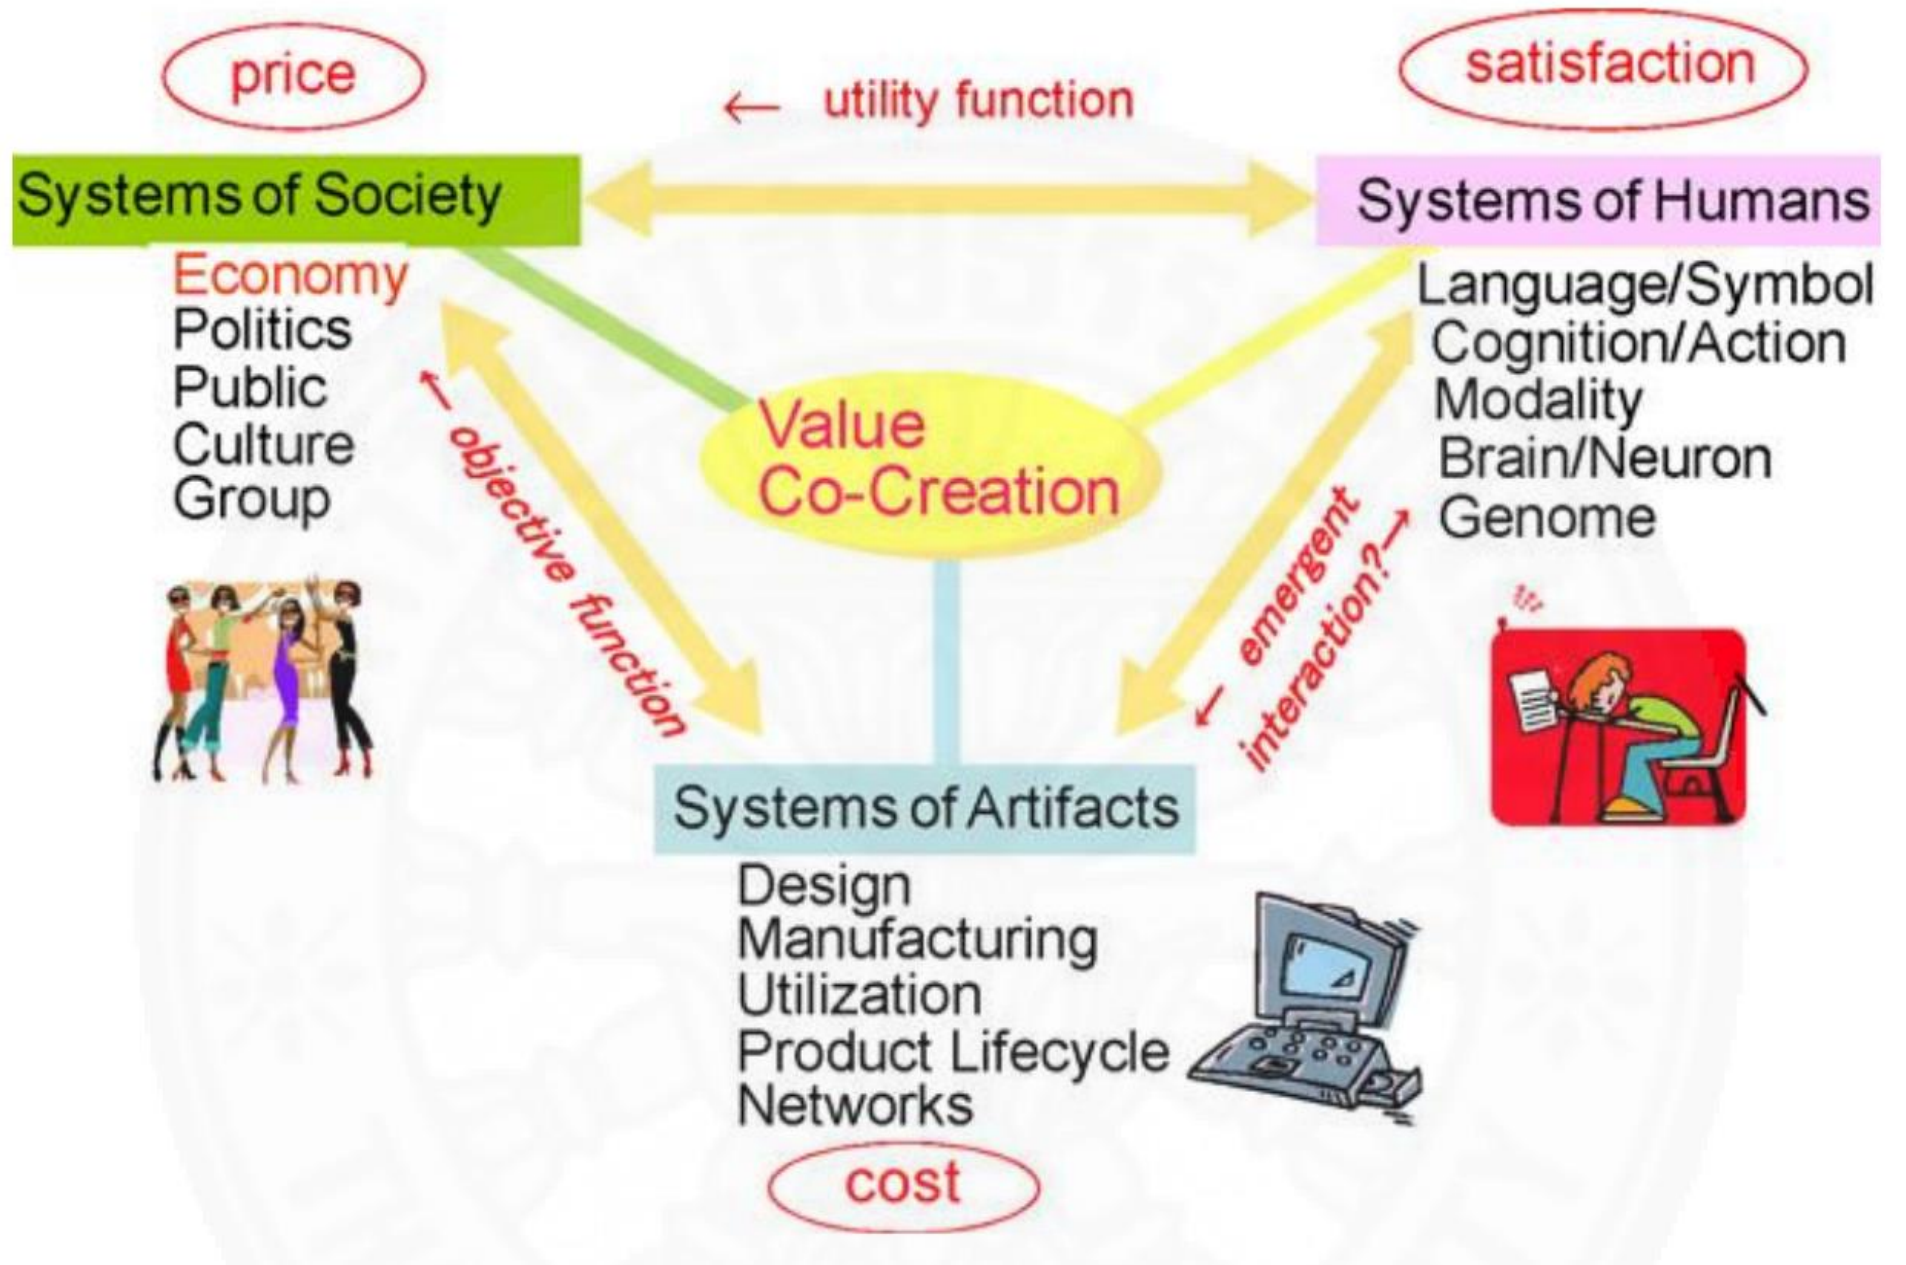 price
satisfaction
← utility function
Systems of Society
Systems of Humans
Economy
Politics
Public
Culture
Group
Language/Symbol
Cognition/Action
Modality
Brain/Neuron
Genome
← objective function
Value
Co-Creation
← emergent
interaction?→
Systems of Artifacts
Design
Manufacturing
Utilization
Product Lifecycle
Networks
cost